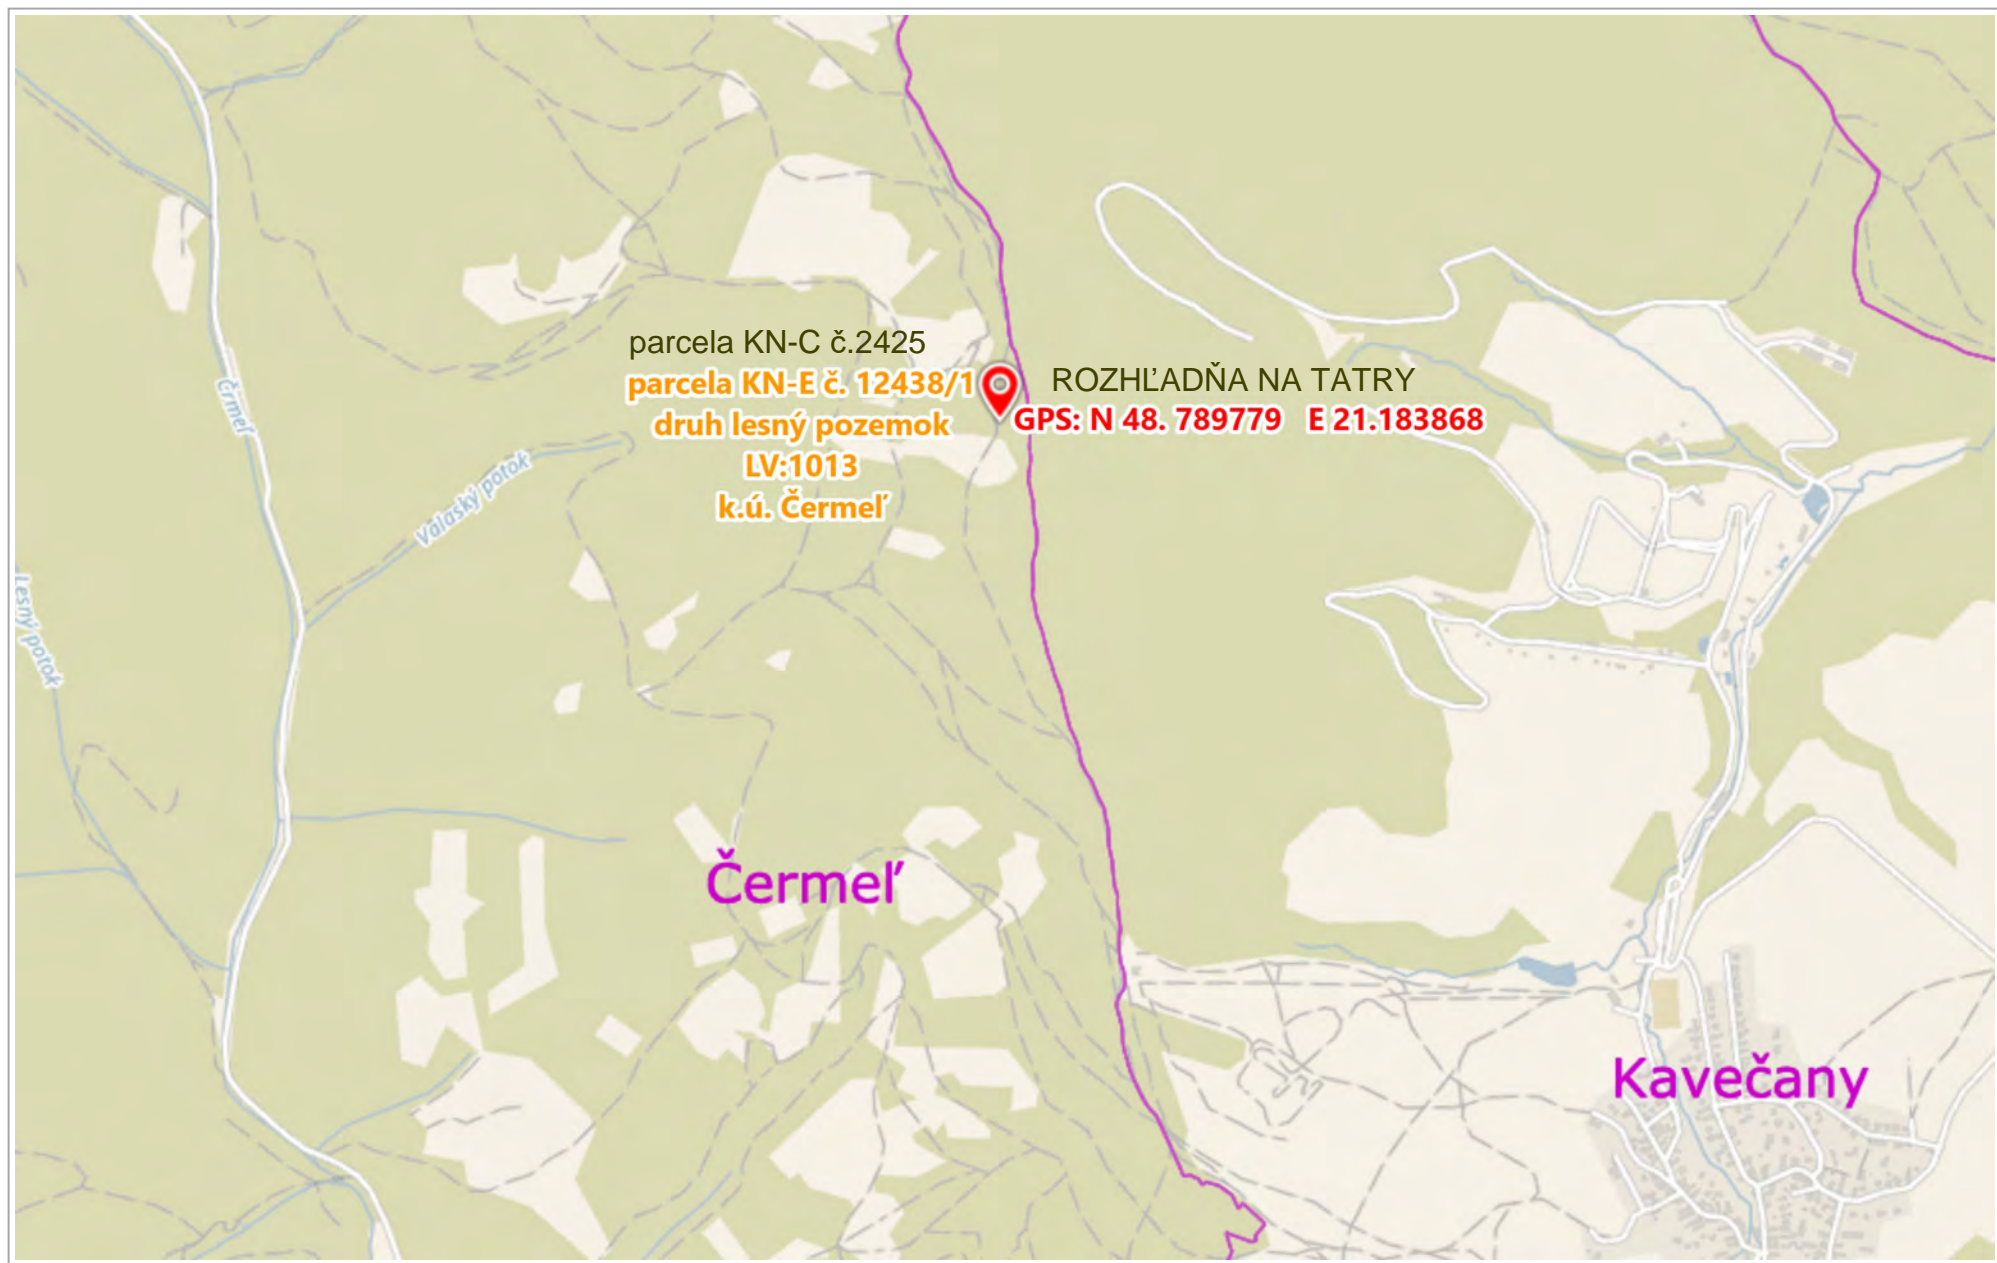 parcela KN-C č.2425
parcela KN-E č. 12438/1
druh lesný pozemok
LV:1013
k.ú. Čermeľ
ROZHĽADŇA NA TATRY
GPS: N 48. 789779 E 21.183868
Črmeľ
Valaský potok
Lesný potok
Čermeľ
Kavečany